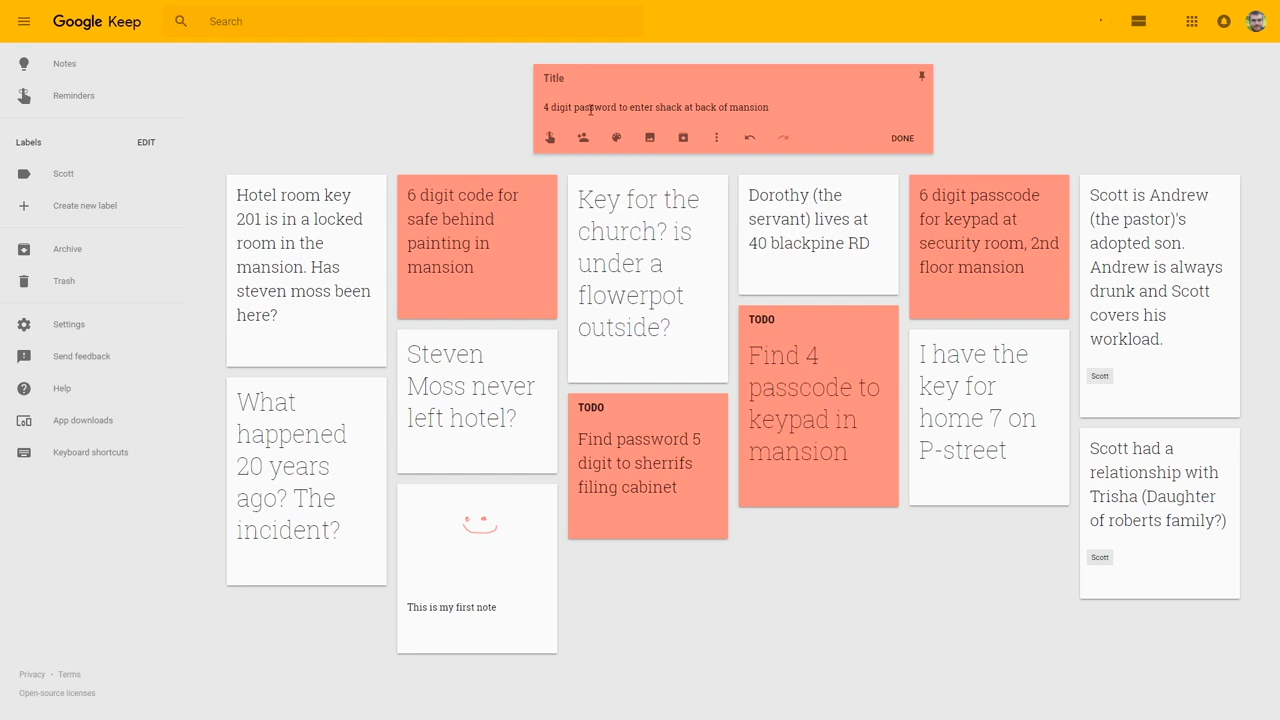 Google Keep
Search
Notes
Reminders
Labels
EDIT
Scott
Create new label
Archive
Trash
Settings
Send feedback
Help
App downloads
Keyboard shortcuts
Privacy · Terms
Open-source licenses
Title
4 digit password to enter shack at back of mansion
DONE
Hotel room key
201 is in a locked
room in the
mansion. Has
steven moss been
here?
What
happened
20 years
ago? The
incident?
6 digit code for
safe behind
painting in
mansion
Steven
Moss never
left hotel?
This is my first note
Key for the
church? is
under a
flowerpot
outside?
TODO
Find password 5
digit to sherrifs
filing cabinet
Dorothy (the
servant) lives at
40 blackpine RD
TODO
Find 4
passcode to
keypad in
mansion
6 digit passcode
for keypad at
security room, 2nd
floor mansion
I have the
key for
home 7 on
P-street
Scott is Andrew
(the pastor)'s
adopted son.
Andrew is always
drunk and Scott
covers his
workload.
Scott
Scott had a
relationship with
Trisha (Daughter
of roberts family?)
Scott